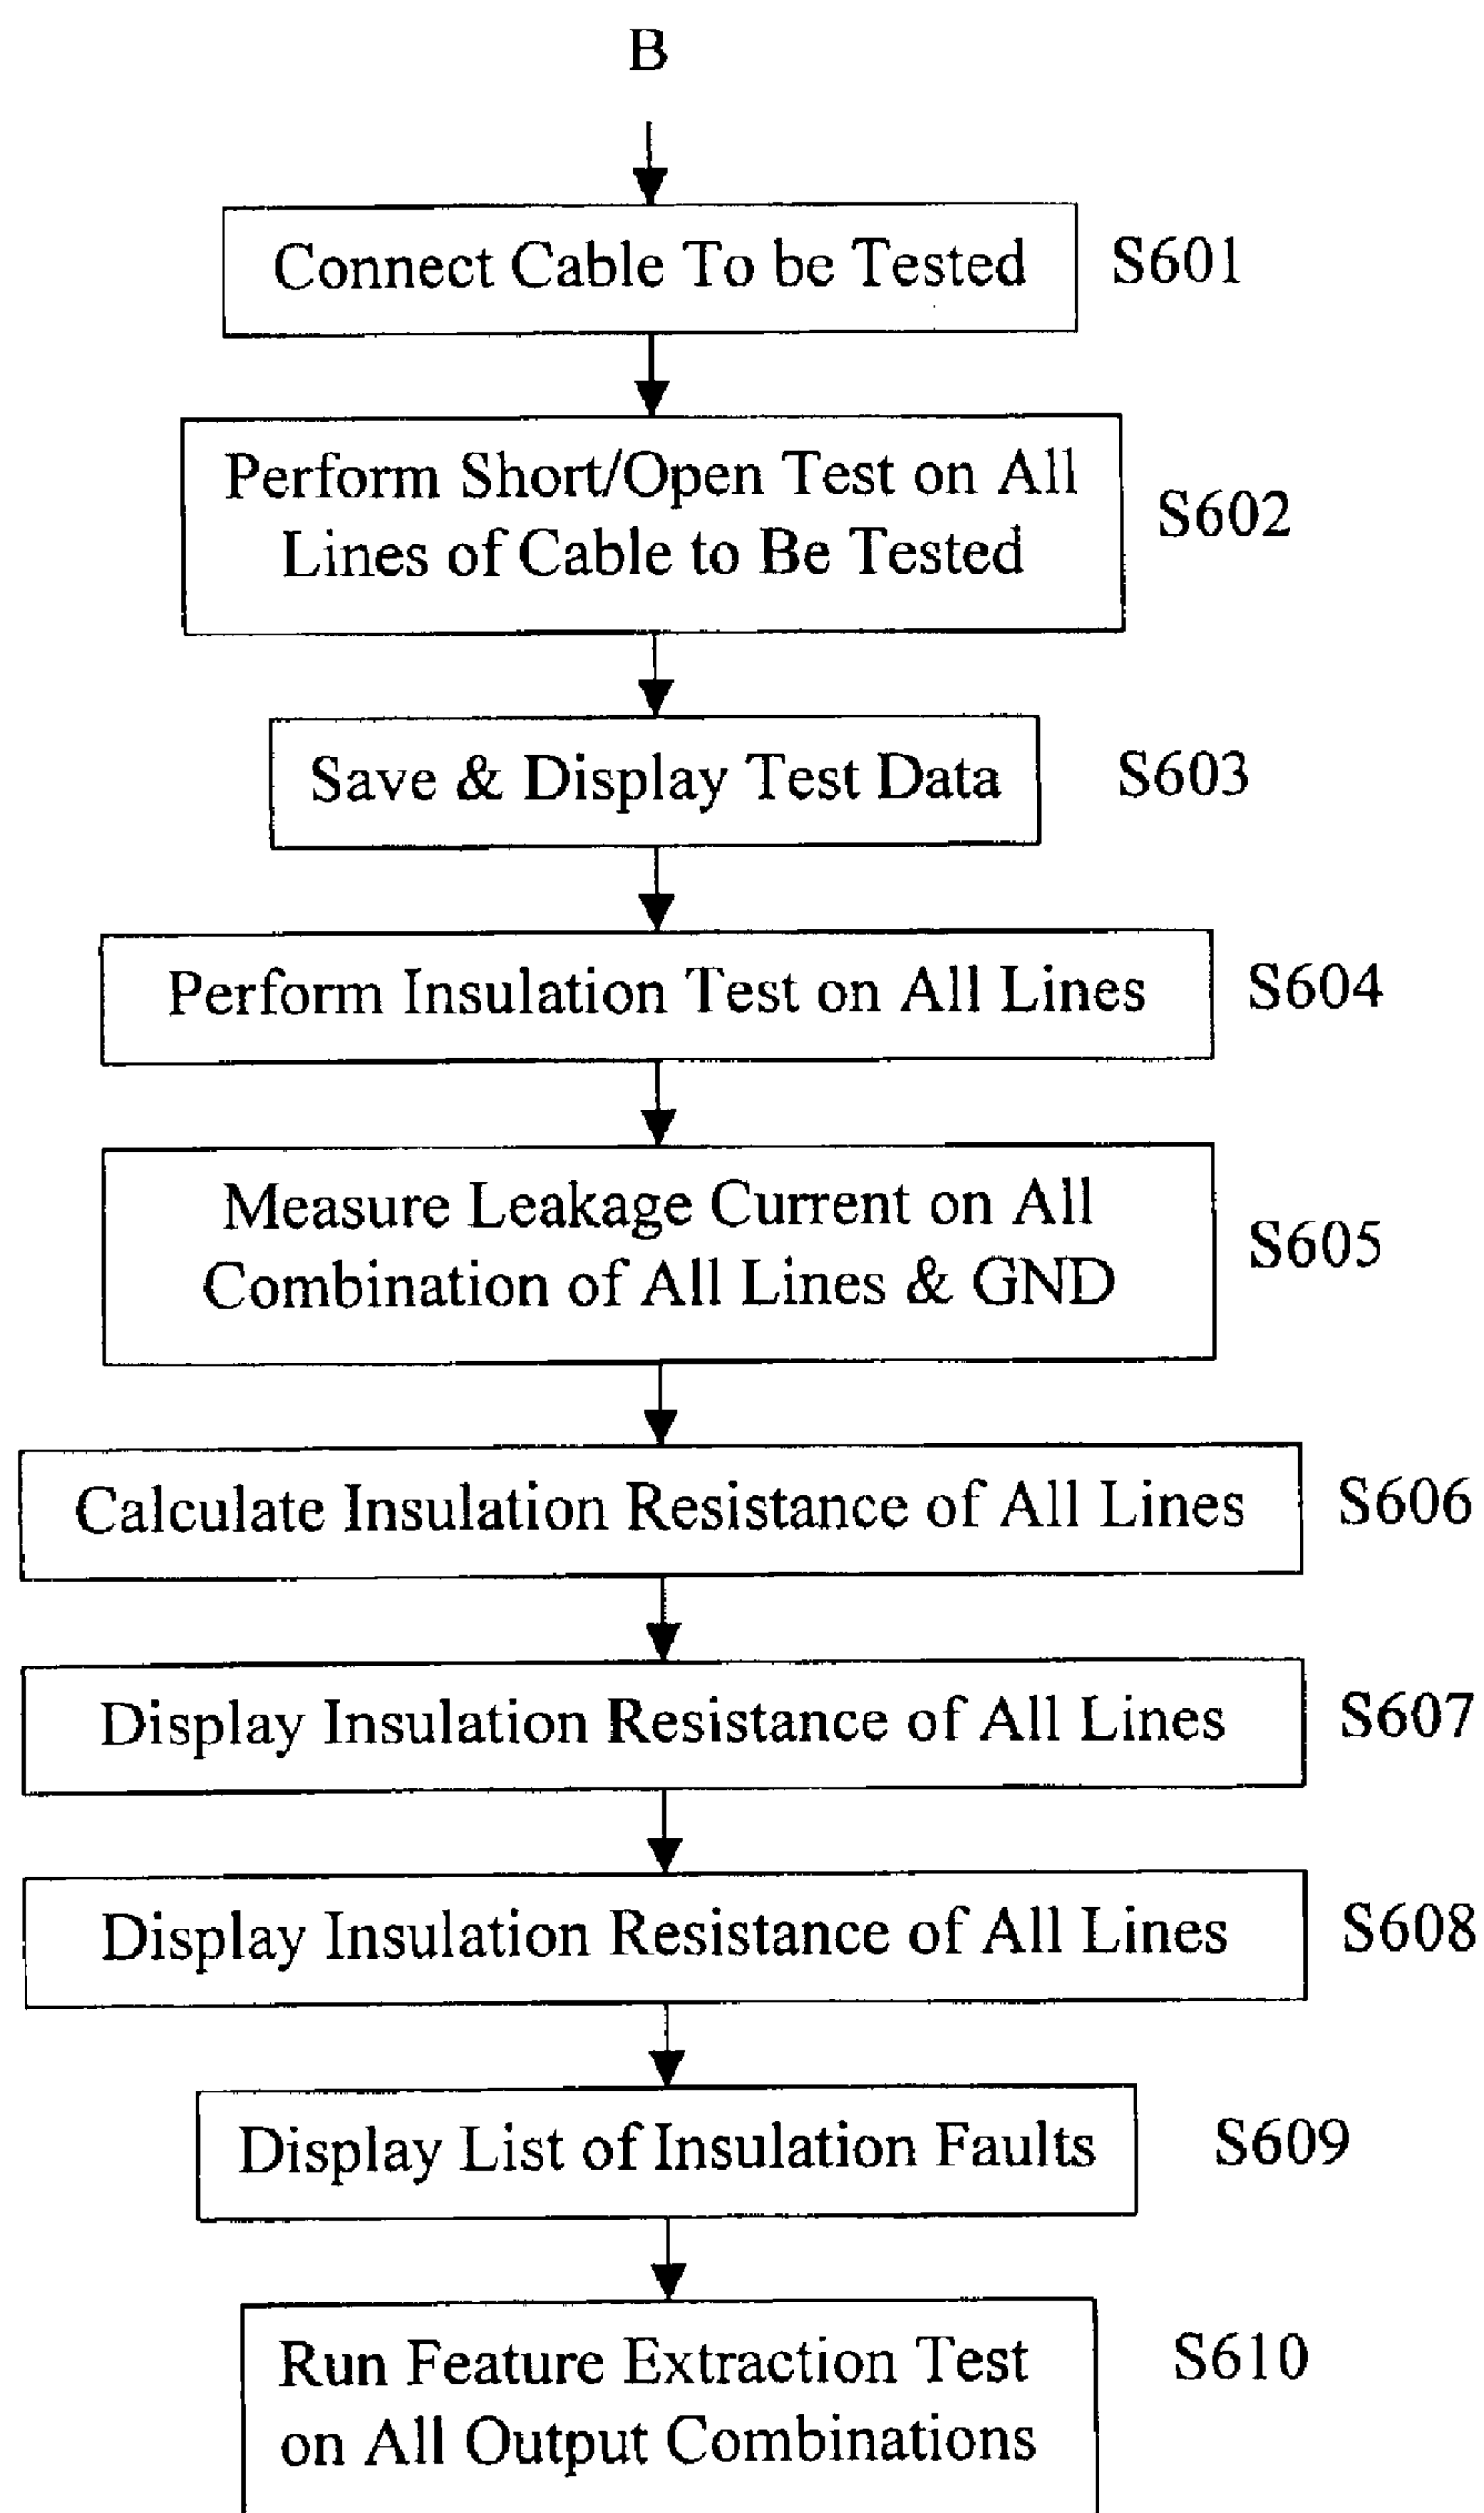 B
Connect Cable To be Tested S601
Perform Short/Open Test on All
Lines of Cable to Be Tested
S602
Save & Display Test Data S603
Perform Insulation Test on All Lines S604
Measure Leakage Current on All
Combination of All Lines & GND
S605
Calculate Insulation Resistance of All Lines S606
Display Insulation Resistance of All Lines S607
Display Insulation Resistance of All Lines S608
Display List of Insulation Faults S609
Run Feature Extraction Test
on All Output Combinations
S610